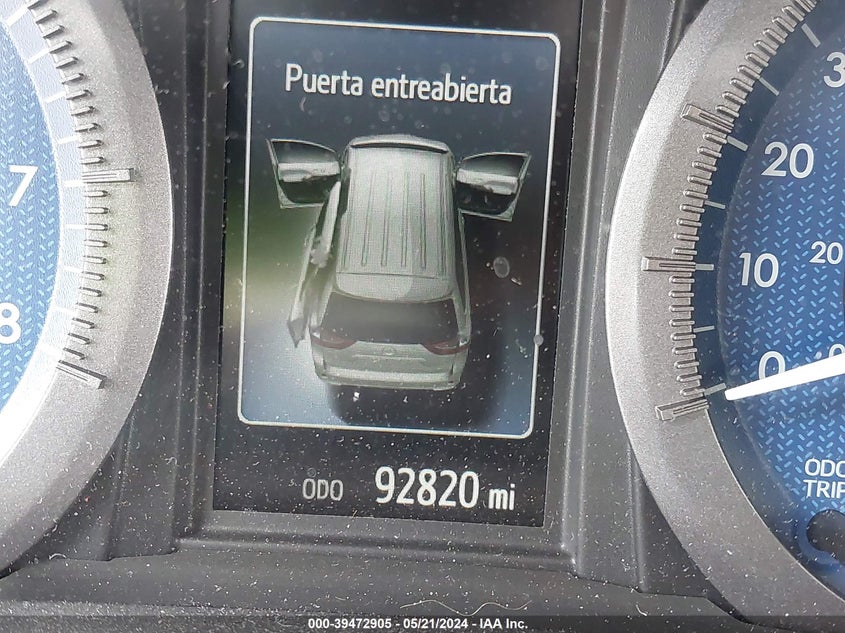 Puerta entreabierta
ODO 92820 mi
7
8
3
20
10
0
20
ODO
TRIP
000-39472905 - 05/21/2024 - IAA Inc.